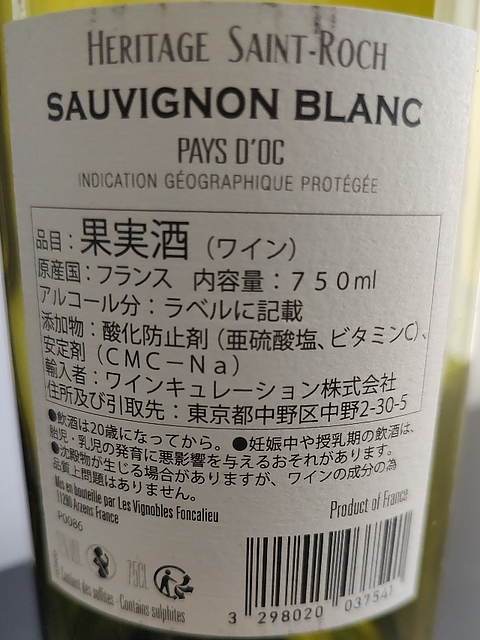 HERITAGE SAINT-ROCH
SAUVIGNON BLANC
PAYS D'OC
INDICATION GÉOGRAPHIQUE PROTÉGÉE
品目：果実酒（ワイン）
原産国：フランス　内容量：７５０ml
アルコール分：ラベルに記載
添加物：酸化防止剤（亜硫酸塩、ビタミンC）、
安定剤（ＣＭＣ－Ｎａ）
輸入者：ワインキュレーション株式会社
住所及び引取先：東京都中野区中野2-30-5
●飲酒は20歳になってから。●妊娠中や授乳期の飲酒は、
胎児・乳児の発育に悪影響を与えるおそれがあります。
●沈殿物が生じる場合がありますが、ワインの成分の為
品質上問題はありません。
Mis en bouteille par Les Vignobles Foncalieu
11290 Arzens France
Product of France
P0086
75CL
Contient des sulfites - Contains sulphites
3 298020 03754